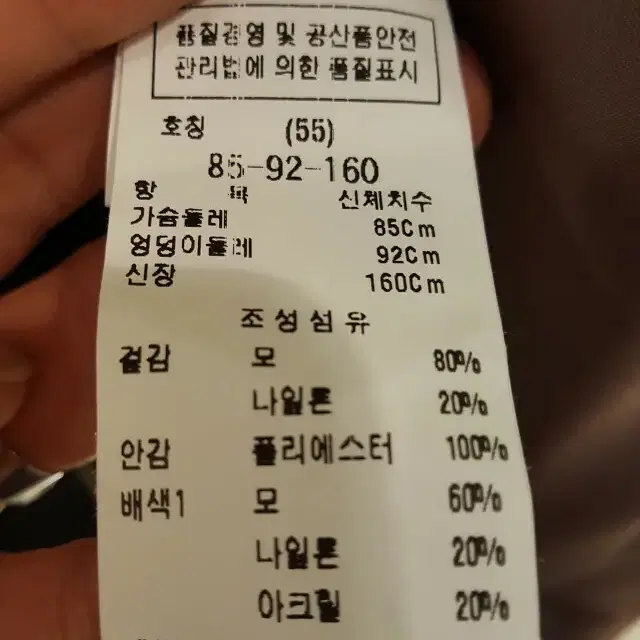 품질경영 및 공산품안전
관리법에 의한 품질표시
호칭 (55)
85-92-160
항 목 신체치수
가슴둘레 85Cm
엉덩이둘레 92Cm
신장 160Cm
조성섬유
겉감 모 80%
나일론 20%
안감 폴리에스터 100%
배색1 모 60%
나일론 20%
아크릴 20%